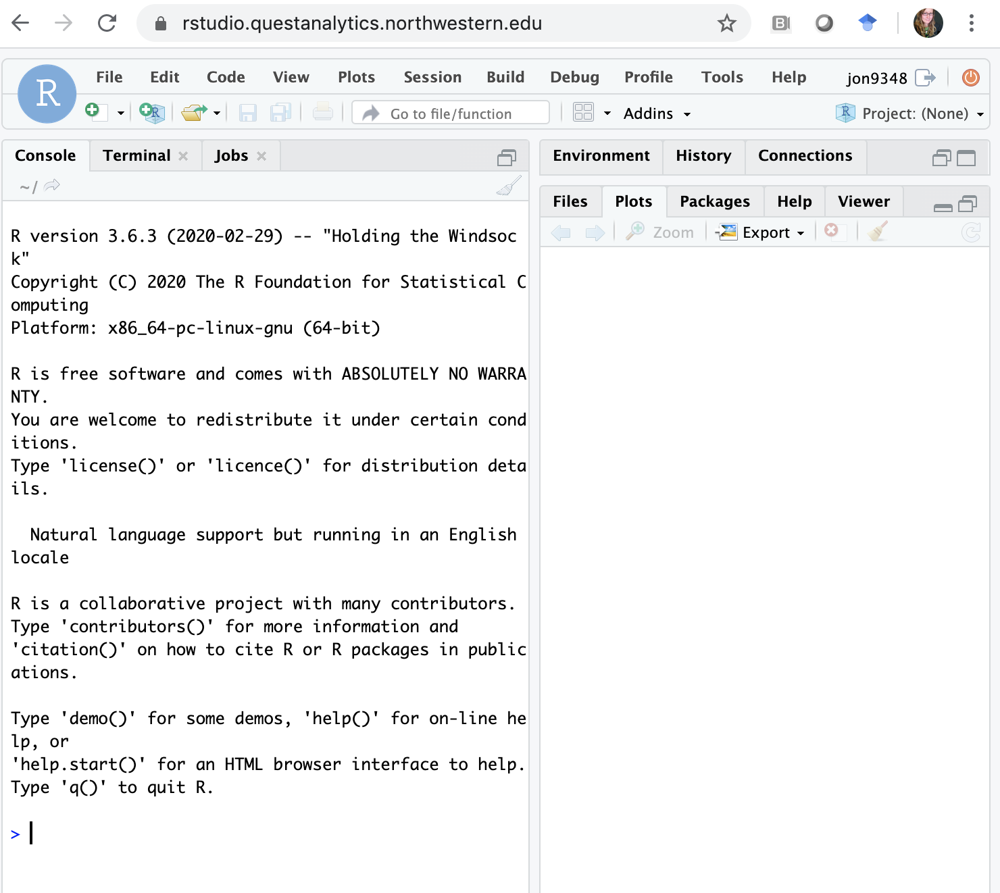 rstudio.questanalytics.northwestern.edu
B
R
File Edit Code View Plots Session Build Debug Profile Tools Help jon9348
R Go to file/function Addins R Project: (None)
Console Terminal Jobs
~/
R version 3.6.3 (2020-02-29) -- "Holding the Windsoc
k"
Copyright (C) 2020 The R Foundation for Statistical C
omputing
Platform: x86_64-pc-linux-gnu (64-bit)
R is free software and comes with ABSOLUTELY NO WARRA
NTY.
You are welcome to redistribute it under certain cond
itions.
Type 'license()' or 'licence()' for distribution deta
ils.
Natural language support but running in an English
locale
R is a collaborative project with many contributors.
Type 'contributors()' for more information and
'citation()' on how to cite R or R packages in public
ations.
Type 'demo()' for some demos, 'help()' for on-line he
lp, or
'help.start()' for an HTML browser interface to help.
Type 'q()' to quit R.
>
Environment History Connections
Files Plots Packages Help Viewer
Zoom Export